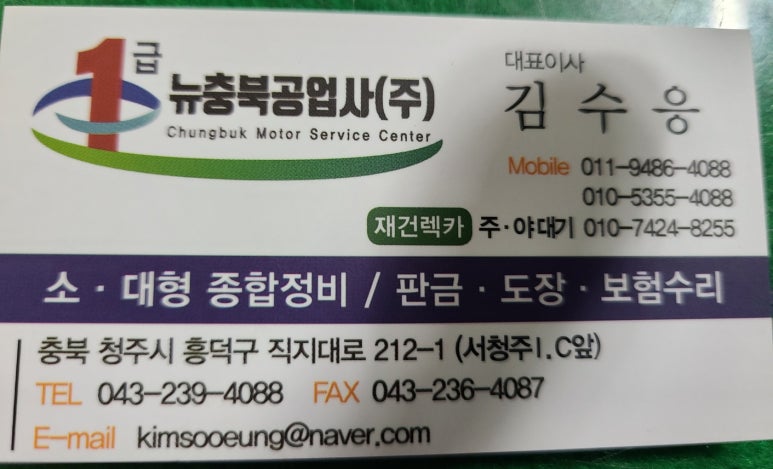 1급
뉴충북공업사(주)
Chungbuk Motor Service Center
대표이사
김 수 응
Mobile 011-9486-4088
010-5355-4088
재건렉카 주·야대기 010-7424-8255
소·대형 종합정비 / 판금·도장·보험수리
충북 청주시 흥덕구 직지대로 212-1 (서청주I.C앞)
TEL 043-239-4088 FAX 043-236-4087
E-mail kimsooeung@naver.com